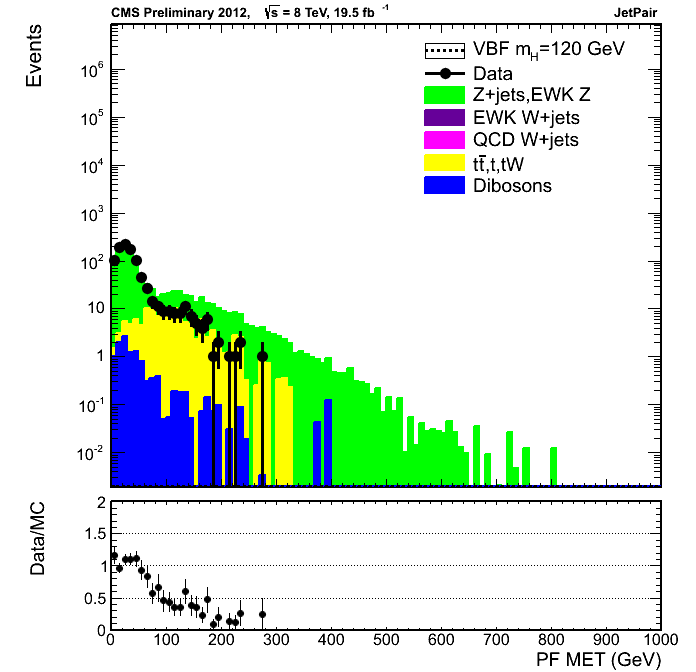 CMS Preliminary 2012, √s = 8 TeV, 19.5 fb⁻¹ JetPair
Events
VBF m_H=120 GeV
Data
Z+jets,EWK Z
EWK W+jets
QCD W+jets
tt̅,t,tW
Dibosons
10⁶
10⁵
10⁴
10³
10²
10
1
10⁻¹
10⁻²
Data/MC
2
1.5
1
0.5
0
0 100 200 300 400 500 600 700 800 900 1000
PF MET (GeV)